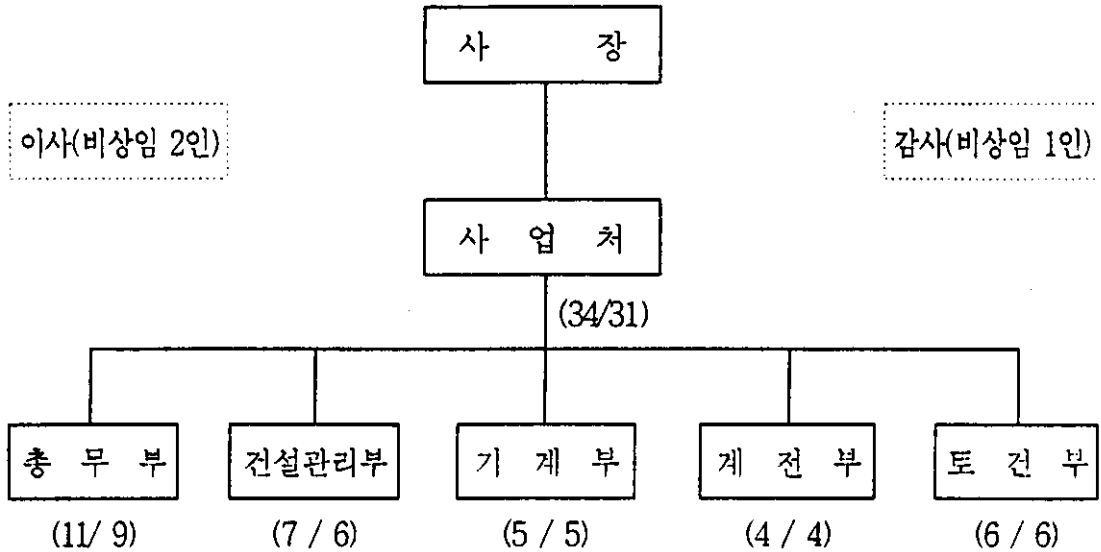 사 장
이사(비상임 2인)
감사(비상임 1인)
사 업 처
(34/31)
총 무 부
건설관리부
기 계 부
계 전 부
토 건 부
(11/ 9)
(7 / 6)
(5 / 5)
(4 / 4)
(6 / 6)